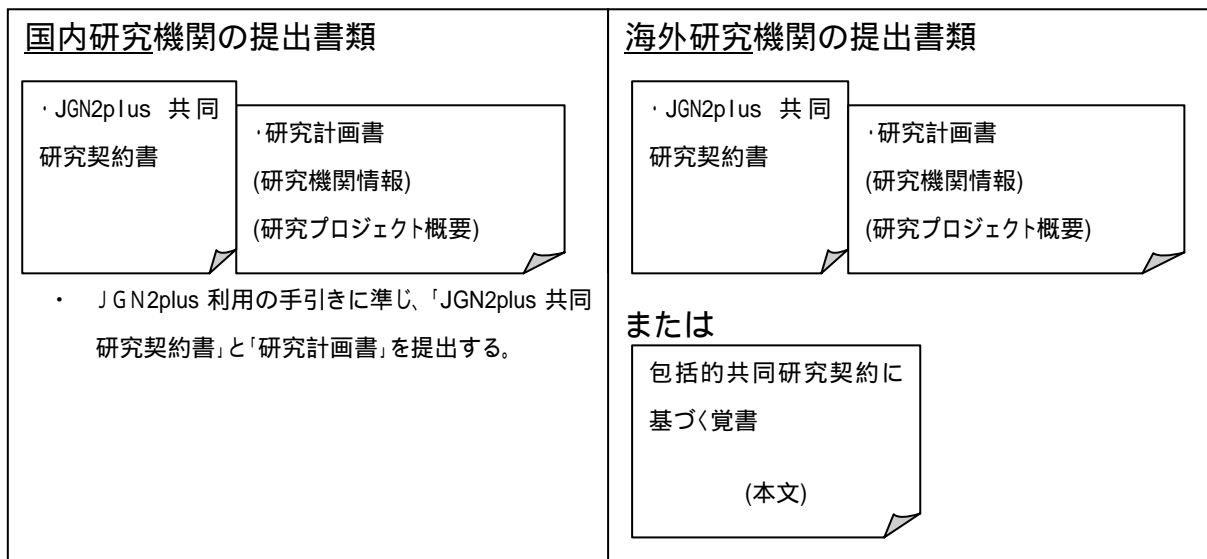 国内研究機関の提出書類
・JGN2plus 共同
研究契約書
・研究計画書
(研究機関情報)
(研究プロジェクト概要)
・ JGN2plus 利用の手引きに準じ、「JGN2plus 共同
研究契約書」と「研究計画書」を提出する。
海外研究機関の提出書類
・JGN2plus 共同
研究契約書
・研究計画書
(研究機関情報)
(研究プロジェクト概要)
または
包括的共同研究契約に
基づく覚書
(本文)